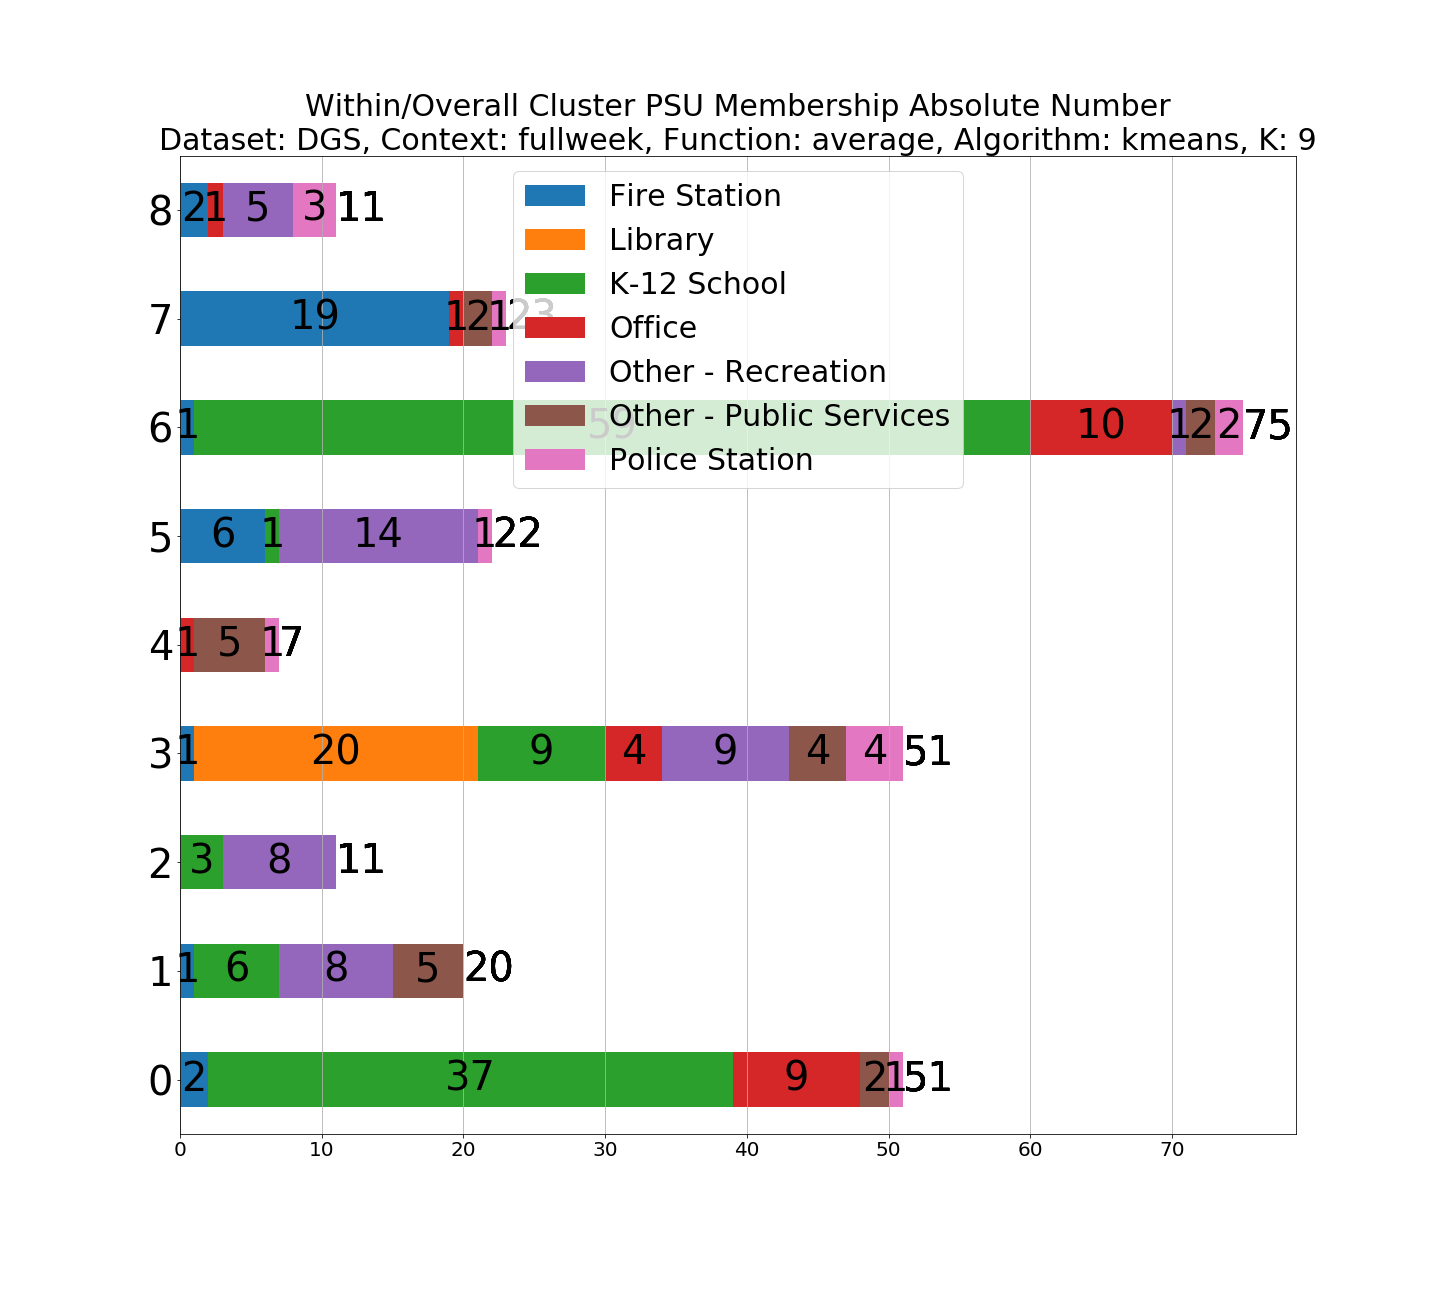 Within/Overall Cluster PSU Membership Absolute Number
Dataset: DGS, Context: fullweek, Function: average, Algorithm: kmeans, K: 9
8 2 1 5 3 11
Fire Station
Library
K-12 School
7 19 1 2 1 23
Office
Other - Recreation
6 1 59 10 1 2 2 75
Other - Public Services
Police Station
5 6 1 14 1 22
4 1 5 1 7
3 1 20 9 4 9 4 4 51
2 3 8 11
1 1 6 8 5 20
0 2 37 9 2 1 51
0 10 20 30 40 50 60 70